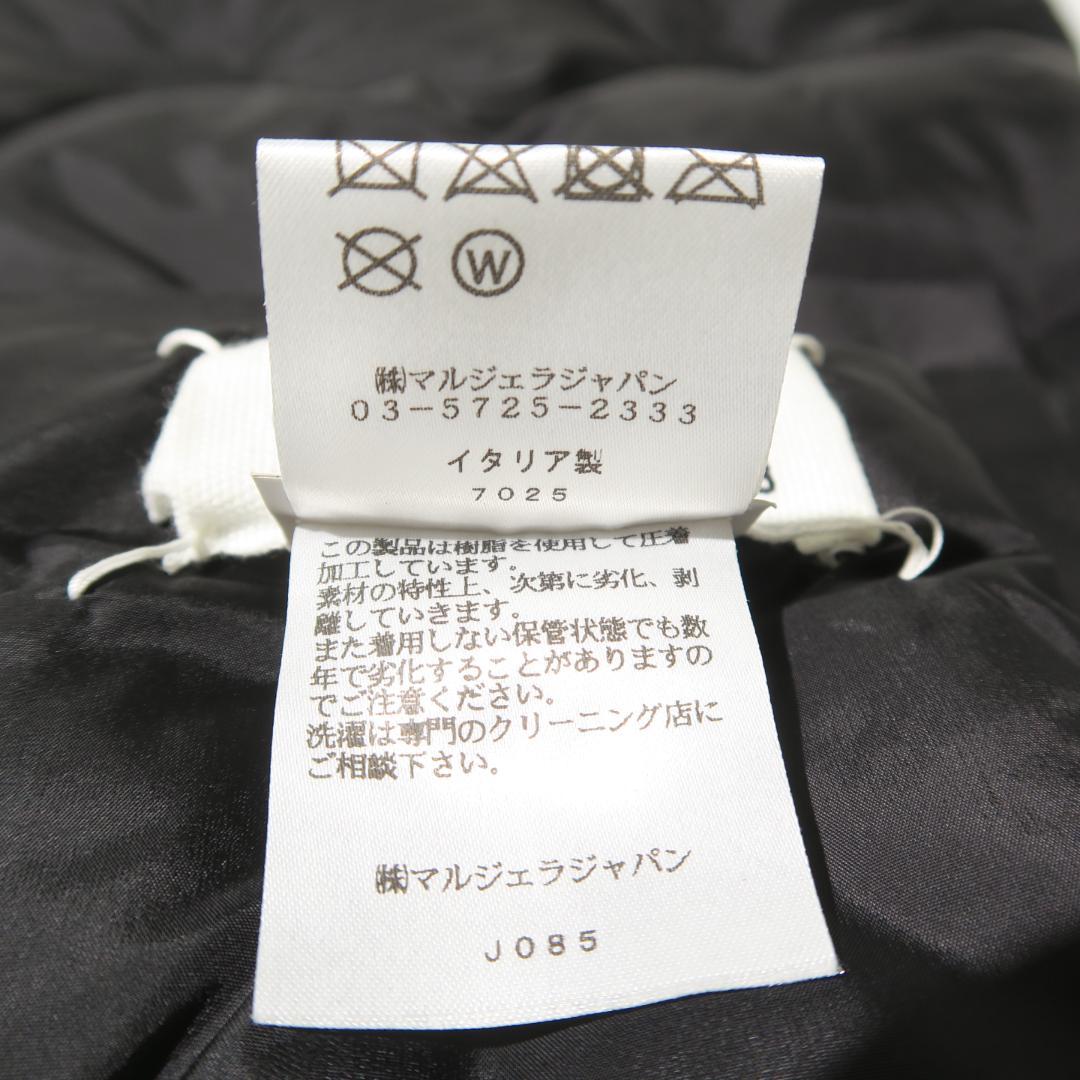 W
㈱マルジェラジャパン
03-5725-2333
イタリア製
7025
この製品は樹脂を使用して圧着
加工しています。
素材の特性上、次第に劣化、剥
離していきます。
また着用しない保管状態でも数
年で劣化することがありますの
でご注意ください。
洗濯は専門のクリーニング店に
ご相談下さい。
㈱マルジェラジャパン
J085